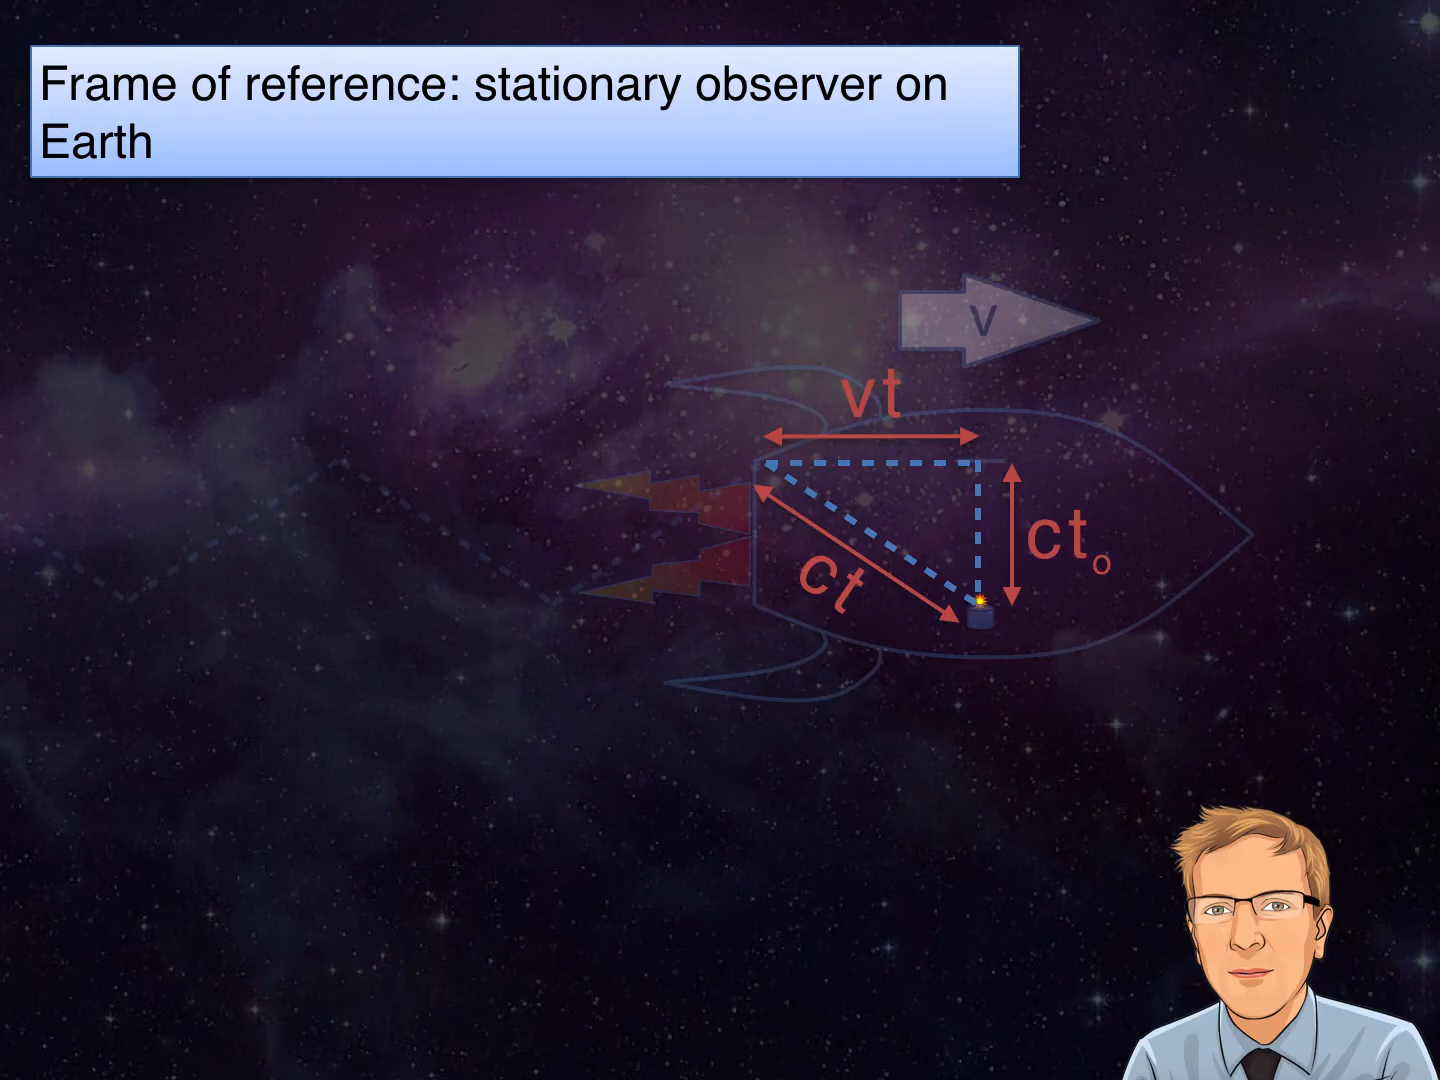 Frame of reference: stationary observer on
Earth
v
vt
ct₀
ct